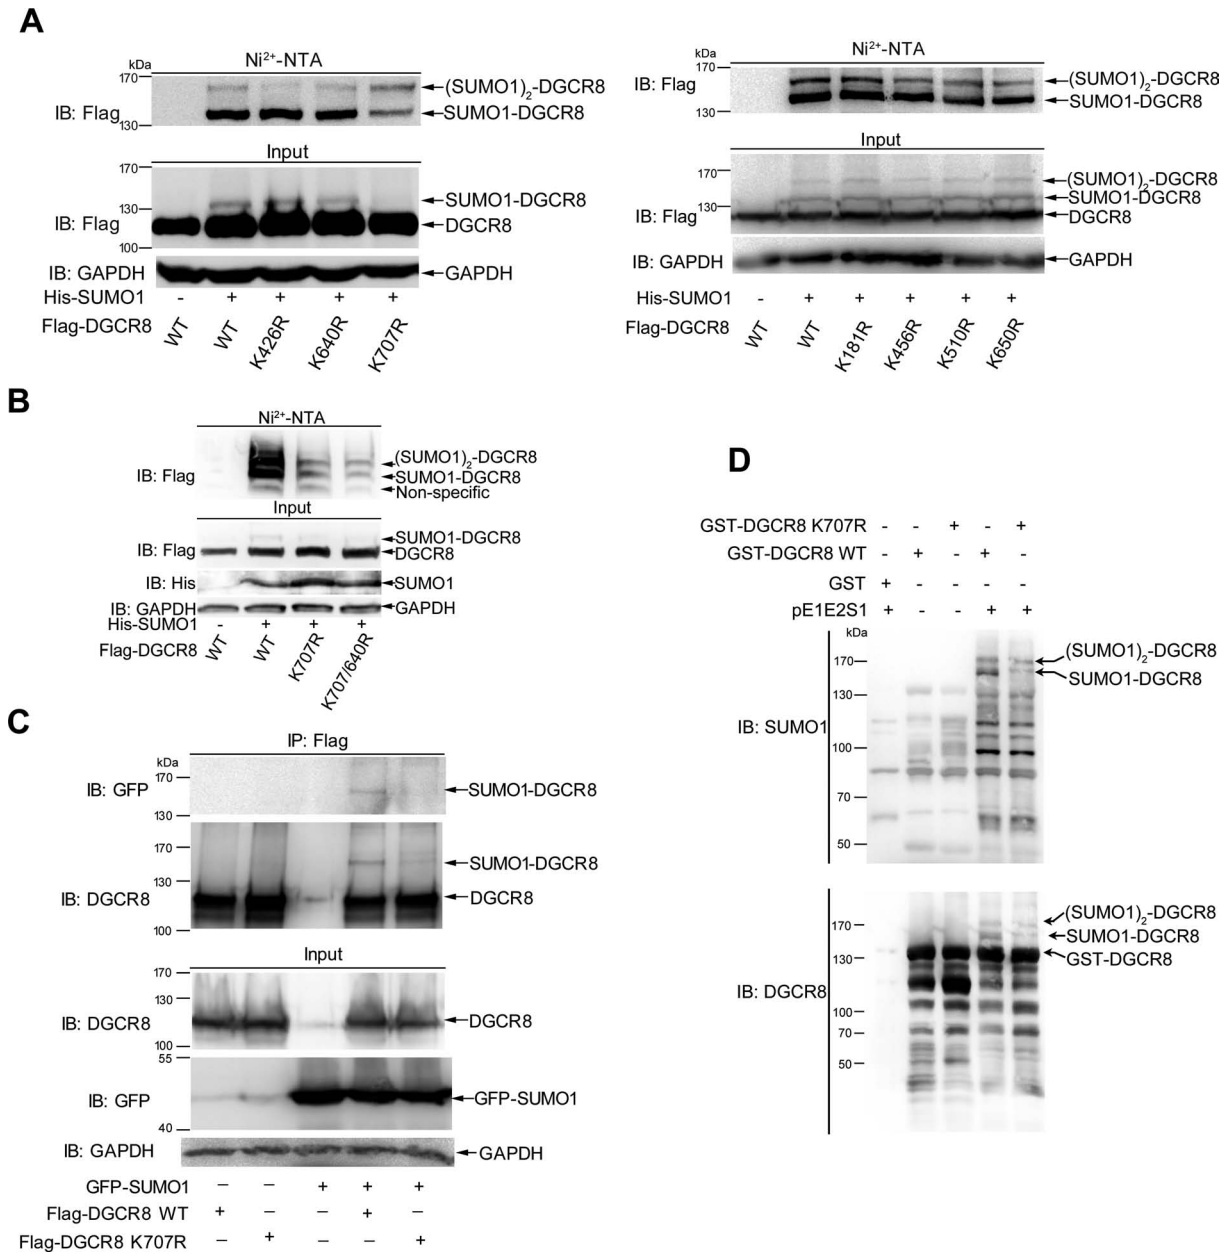 A
kDa
Ni²⁺-NTA
170
(SUMO1)₂-DGCR8
IB: Flag
SUMO1-DGCR8
130
Input
170
SUMO1-DGCR8
130
IB: Flag
DGCR8
100
IB: GAPDH
GAPDH
His-SUMO1 - + + + +
Flag-DGCR8 WT WT K426R K640R K707R
kDa
Ni²⁺-NTA
170
(SUMO1)₂-DGCR8
IB: Flag
SUMO1-DGCR8
130
Input
170
(SUMO1)₂-DGCR8
SUMO1-DGCR8
130
IB: Flag
DGCR8
IB: GAPDH
GAPDH
His-SUMO1 - + + + + +
Flag-DGCR8 WT WT K181R K456R K510R K650R
B
Ni²⁺-NTA
(SUMO1)₂-DGCR8
IB: Flag
SUMO1-DGCR8
Non-specific
Input
SUMO1-DGCR8
IB: Flag
DGCR8
IB: His
SUMO1
IB: GAPDH
GAPDH
His-SUMO1 - + + +
Flag-DGCR8 WT WT K707R K707/640R
C
IP: Flag
kDa
170
IB: GFP
SUMO1-DGCR8
130
170
SUMO1-DGCR8
130
IB: DGCR8
DGCR8
100
Input
170
130
IB: DGCR8
DGCR8
100
55
IB: GFP
GFP-SUMO1
40
IB: GAPDH
GAPDH
GFP-SUMO1 − − + + +
Flag-DGCR8 WT + − − + −
Flag-DGCR8 K707R − + − − +
D
GST-DGCR8 K707R - - + - +
GST-DGCR8 WT - + - + -
GST + - - - -
pE1E2S1 + - - + +
kDa
(SUMO1)₂-DGCR8
170
SUMO1-DGCR8
130
IB: SUMO1
100
70
50
(SUMO1)₂-DGCR8
170
SUMO1-DGCR8
130
GST-DGCR8
IB: DGCR8
100
70
50